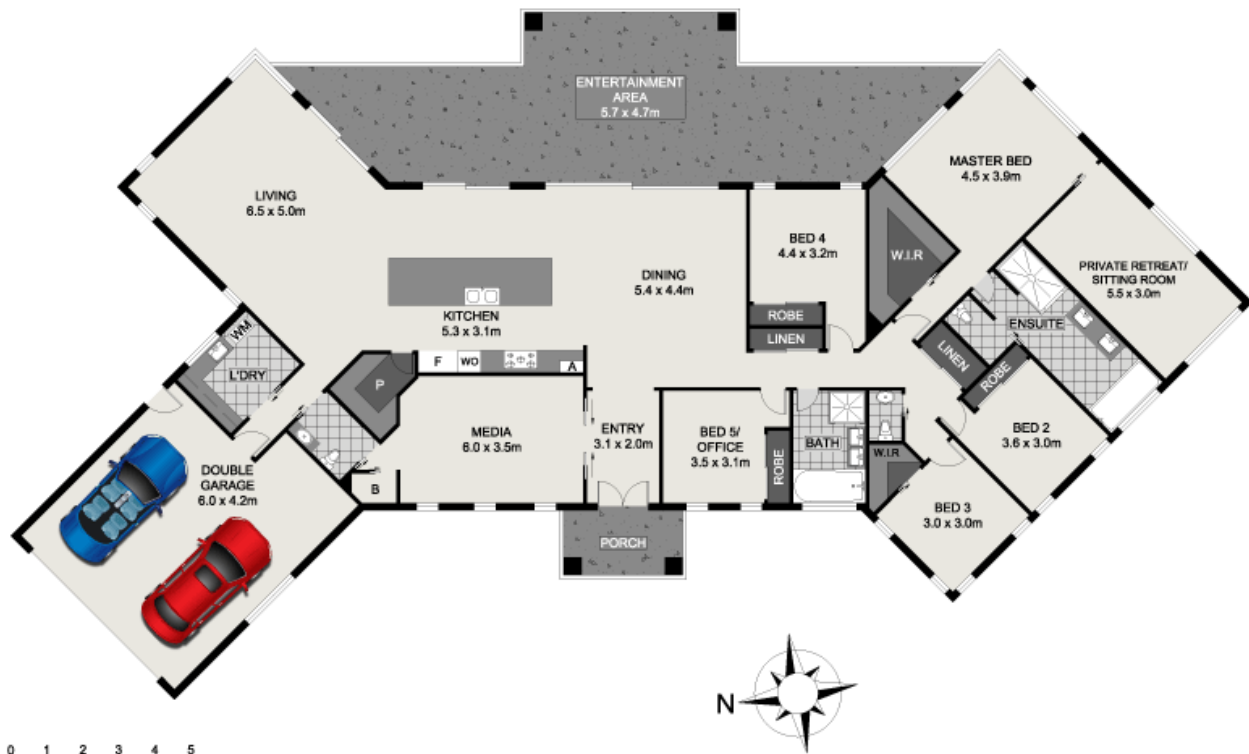 ENTERTAINMENT
AREA
5.7 x 4.7m
MASTER BED
4.5 x 3.9m
LIVING
6.5 x 5.0m
BED 4
4.4 x 3.2m
W.I.R
PRIVATE RETREAT/
SITTING ROOM
5.5 x 3.0m
DINING
5.4 x 4.4m
KITCHEN
5.3 x 3.1m
ROBE
LINEN
ENSUITE
WM
L'DRY
F
WO
A
P
LINEN
ROBE
MEDIA
6.0 x 3.5m
ENTRY
3.1 x 2.0m
BED 5/
OFFICE
3.5 x 3.1m
ROBE
BATH
W.I.R
BED 2
3.6 x 3.0m
BED 3
3.0 x 3.0m
DOUBLE
GARAGE
6.0 x 4.2m
B
PORCH
N
0 1 2 3 4 5